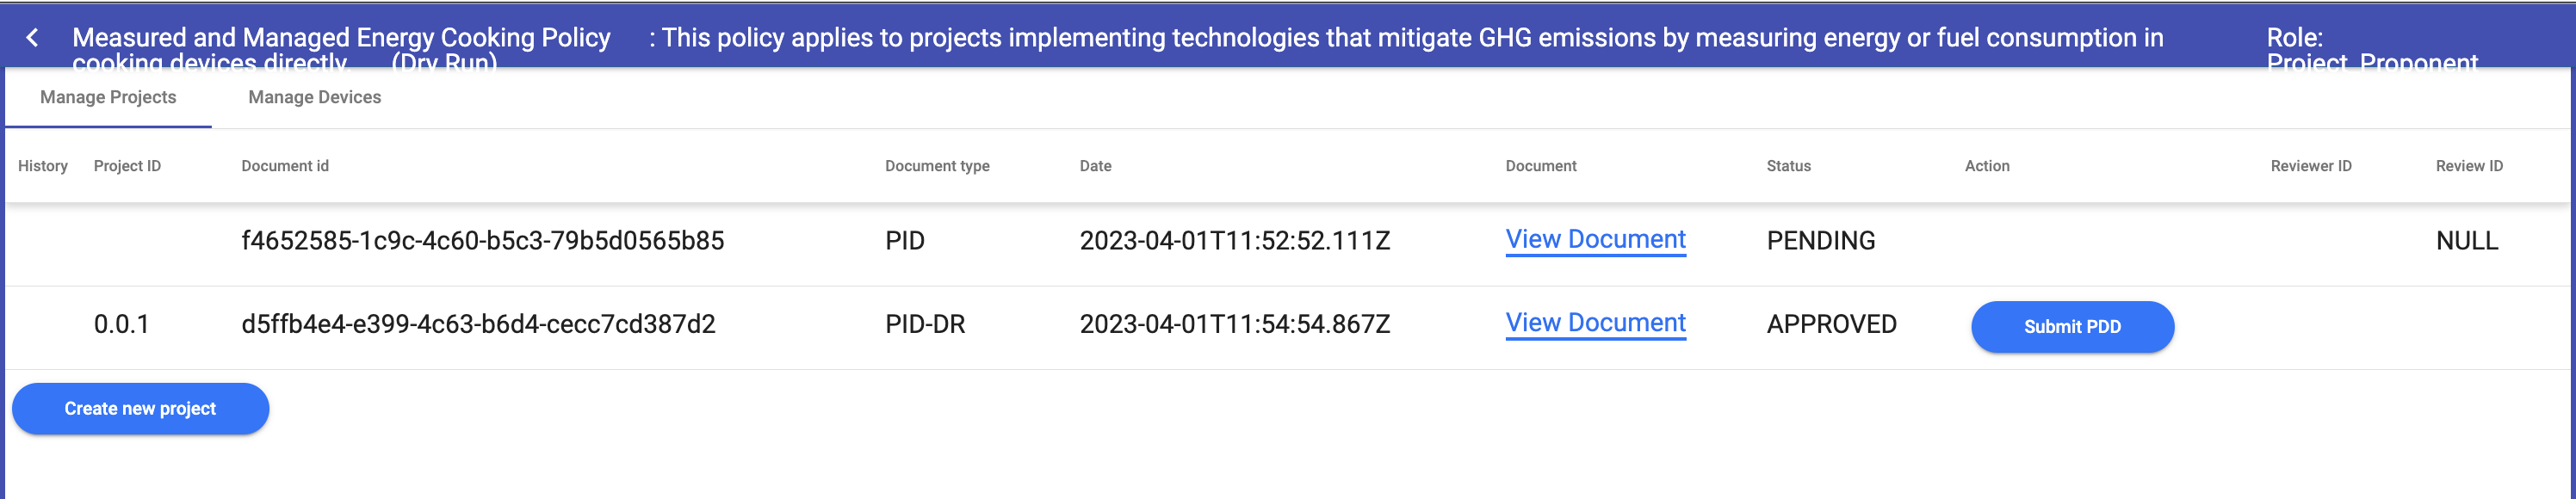 Measured and Managed Energy Cooking Policy : This policy applies to projects implementing technologies that mitigate GHG emissions by measuring energy or fuel consumption in Role:
cooking devices directly. (Dry Run) Project_Proponent
Manage Projects Manage Devices
History Project ID Document id Document type Date Document Status Action Reviewer ID Review ID
f4652585-1c9c-4c60-b5c3-79b5d0565b85 PID 2023-04-01T11:52:52.111Z View Document PENDING NULL
0.0.1 d5ffb4e4-e399-4c63-b6d4-cecc7cd387d2 PID-DR 2023-04-01T11:54:54.867Z View Document APPROVED Submit PDD
Create new project